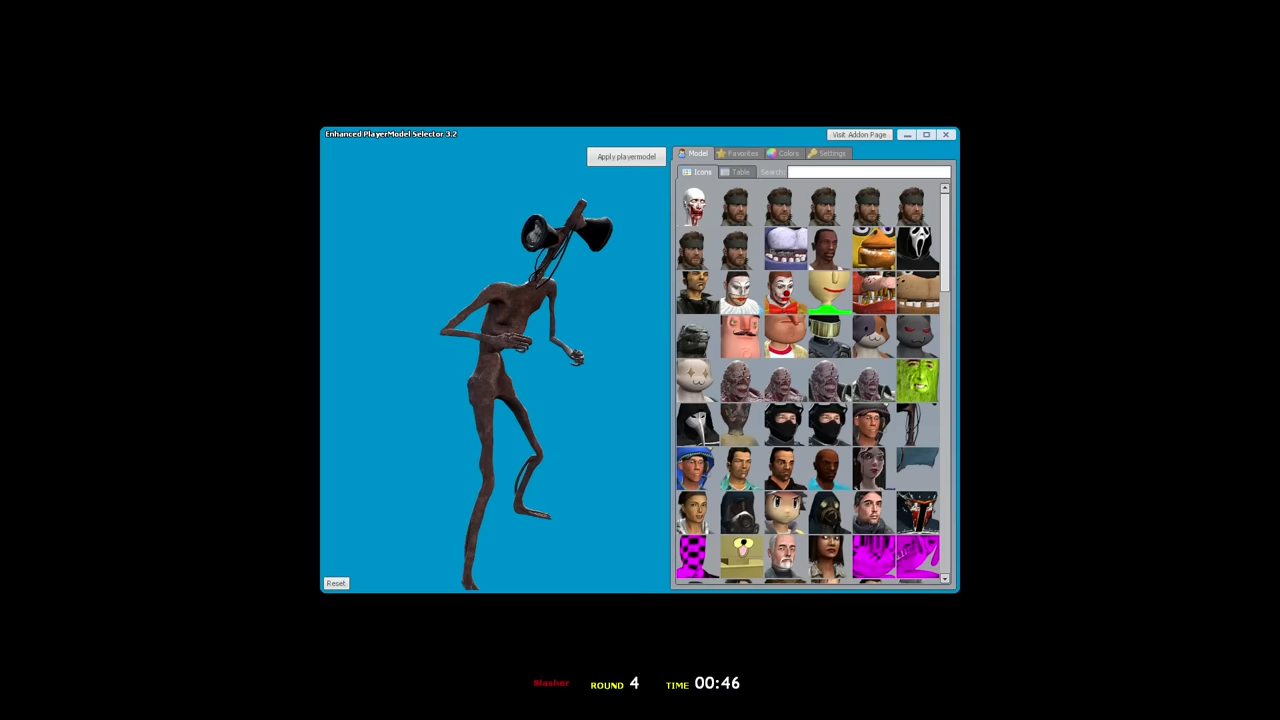 Enhanced PlayerModel Selector 3.2
Visit Addon Page
Apply playermodel
Model Favorites Colors Settings
Icons Table Search:
Reset
Slasher ROUND 4 TIME 00:46